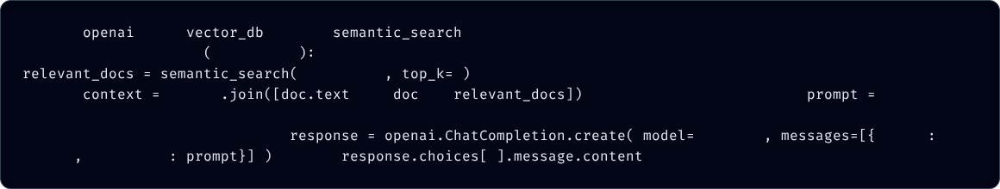 openai vector_db semantic_search
( ):
relevant_docs = semantic_search( , top_k= )
context = .join([doc.text doc relevant_docs]) prompt =
response = openai.ChatCompletion.create( model= , messages=[{ :
, : prompt}] ) response.choices[ ].message.content